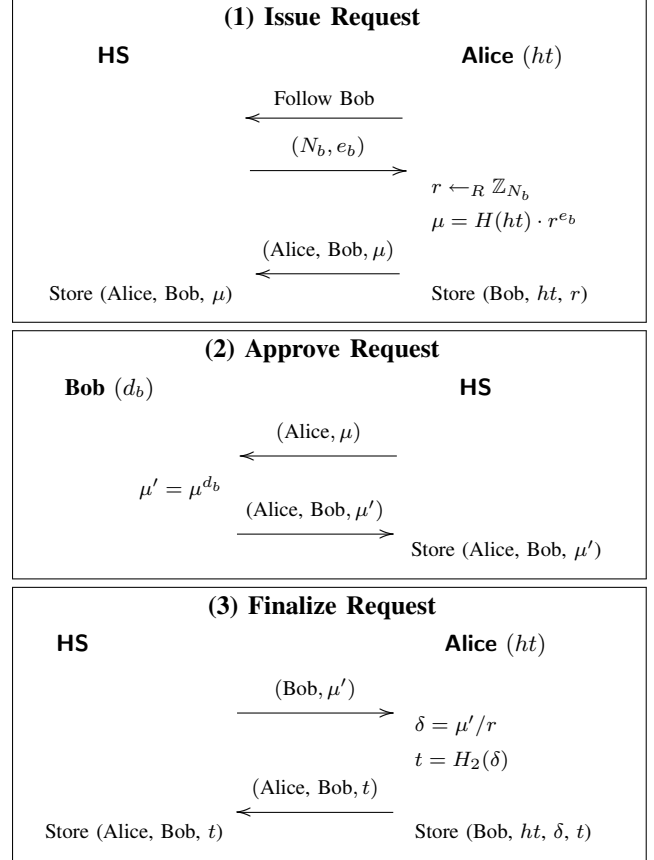 (1) Issue Request
HS Alice (ht)
Follow Bob
(N_b, e_b)
r ←_R ℤ_{N_b}
μ = H(ht) · r^{e_b}
(Alice, Bob, μ)
Store (Alice, Bob, μ) Store (Bob, ht, r)
(2) Approve Request
Bob (d_b) HS
(Alice, μ)
μ′ = μ^{d_b}
(Alice, Bob, μ′)
Store (Alice, Bob, μ′)
(3) Finalize Request
HS Alice (ht)
(Bob, μ′)
δ = μ′/r
t = H_2(δ)
(Alice, Bob, t)
Store (Alice, Bob, t) Store (Bob, ht, δ, t)